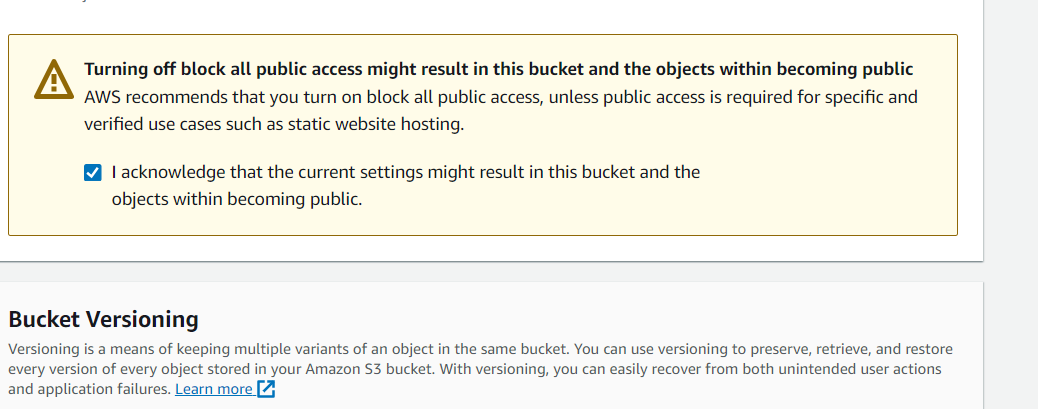 Turning off block all public access might result in this bucket and the objects within becoming public
AWS recommends that you turn on block all public access, unless public access is required for specific and
verified use cases such as static website hosting.
I acknowledge that the current settings might result in this bucket and the
objects within becoming public.
Bucket Versioning
Versioning is a means of keeping multiple variants of an object in the same bucket. You can use versioning to preserve, retrieve, and restore
every version of every object stored in your Amazon S3 bucket. With versioning, you can easily recover from both unintended user actions
and application failures. Learn more